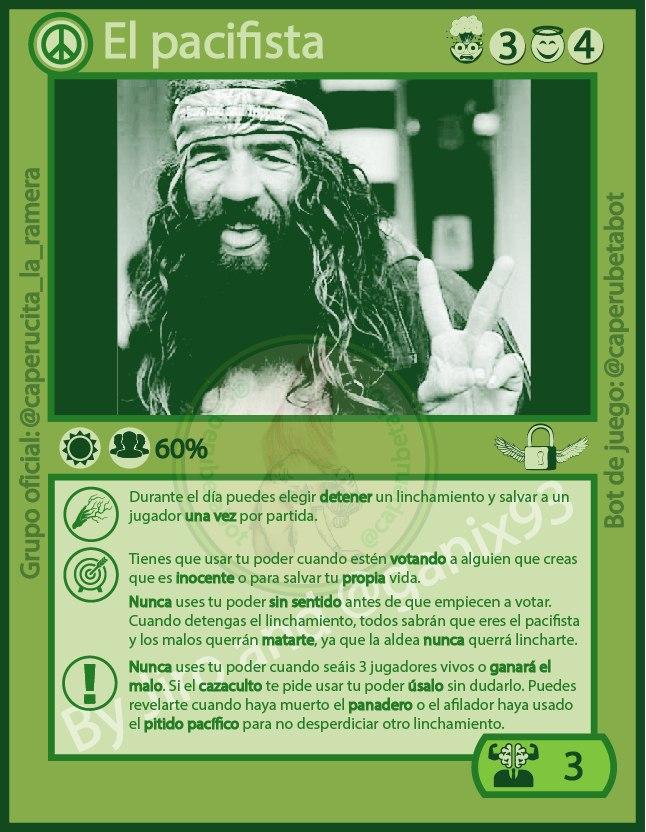 El pacifista
3
4
Grupo oficial: @caperucita_la_ramera
Bot de juego: @caperubetabot
60%
Durante el día puedes elegir detener un linchamiento y salvar a un
jugador una vez por partida.
Tienes que usar tu poder cuando estén votando a alguien que creas
que es inocente o para salvar tu propia vida.
Nunca uses tu poder sin sentido antes de que empiecen a votar.
Cuando detengas el linchamiento, todos sabrán que eres el pacifista
y los malos querrán matarte, ya que la aldea nunca querrá lincharte.
Nunca uses tu poder cuando seáis 3 jugadores vivos o ganará el
malo. Si el cazaculto te pide usar tu poder úsalo sin dudarlo. Puedes
revelarte cuando haya muerto el panadero o el afilador haya usado
el pitido pacífico para no desperdiciar otro linchamiento.
3